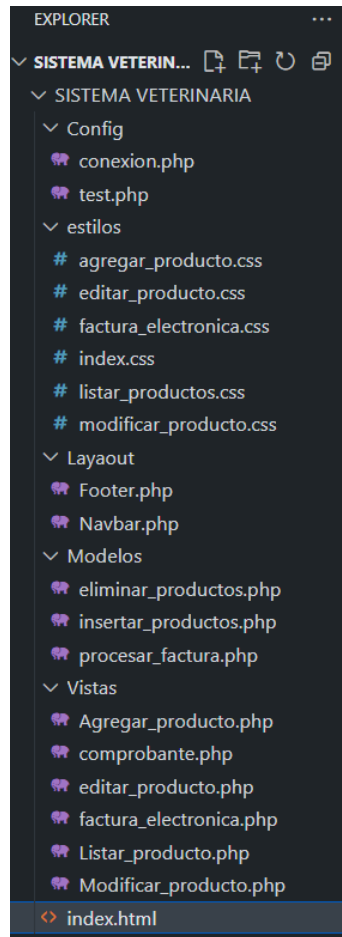 EXPLORER
SISTEMA VETERIN...
SISTEMA VETERINARIA
Config
conexion.php
test.php
estilos
# agregar_producto.css
# editar_producto.css
# factura_electronica.css
# index.css
# listar_productos.css
# modificar_producto.css
Layaout
Footer.php
Navbar.php
Modelos
eliminar_productos.php
insertar_productos.php
procesar_factura.php
Vistas
Agregar_producto.php
comprobante.php
editar_producto.php
factura_electronica.php
Listar_producto.php
Modificar_producto.php
<> index.html